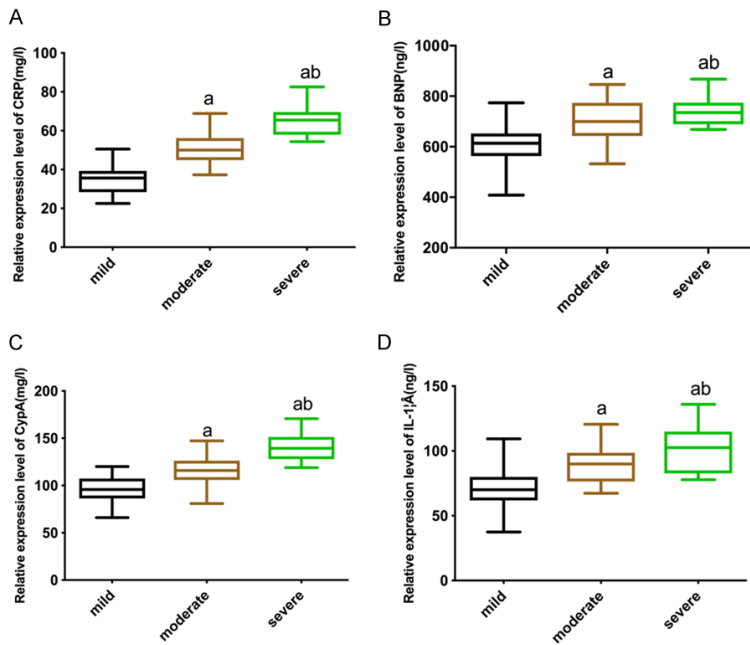 A
Relative expression level of CRP(mg/l)
100
80
60
40
20
0
a
ab
mild
moderate
severe
B
Relative expression level of BNP(ng/l)
1000
800
600
400
200
a
ab
mild
moderate
severe
C
Relative expression level of CypA(mg/l)
200
150
100
50
0
a
ab
mild
moderate
severe
D
Relative expression level of IL-1¦Â(ng/l)
150
100
50
0
a
ab
mild
moderate
severe